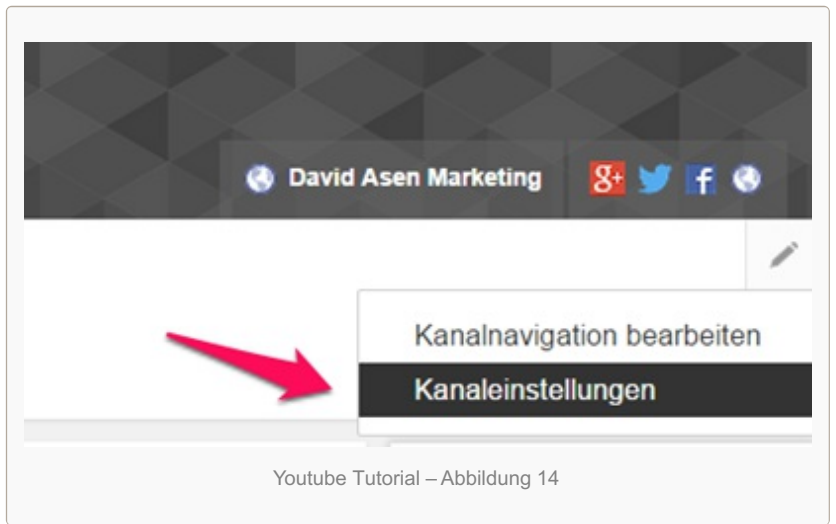 David Asen Marketing
Kanalnavigation bearbeiten
Kanaleinstellungen
Youtube Tutorial – Abbildung 14